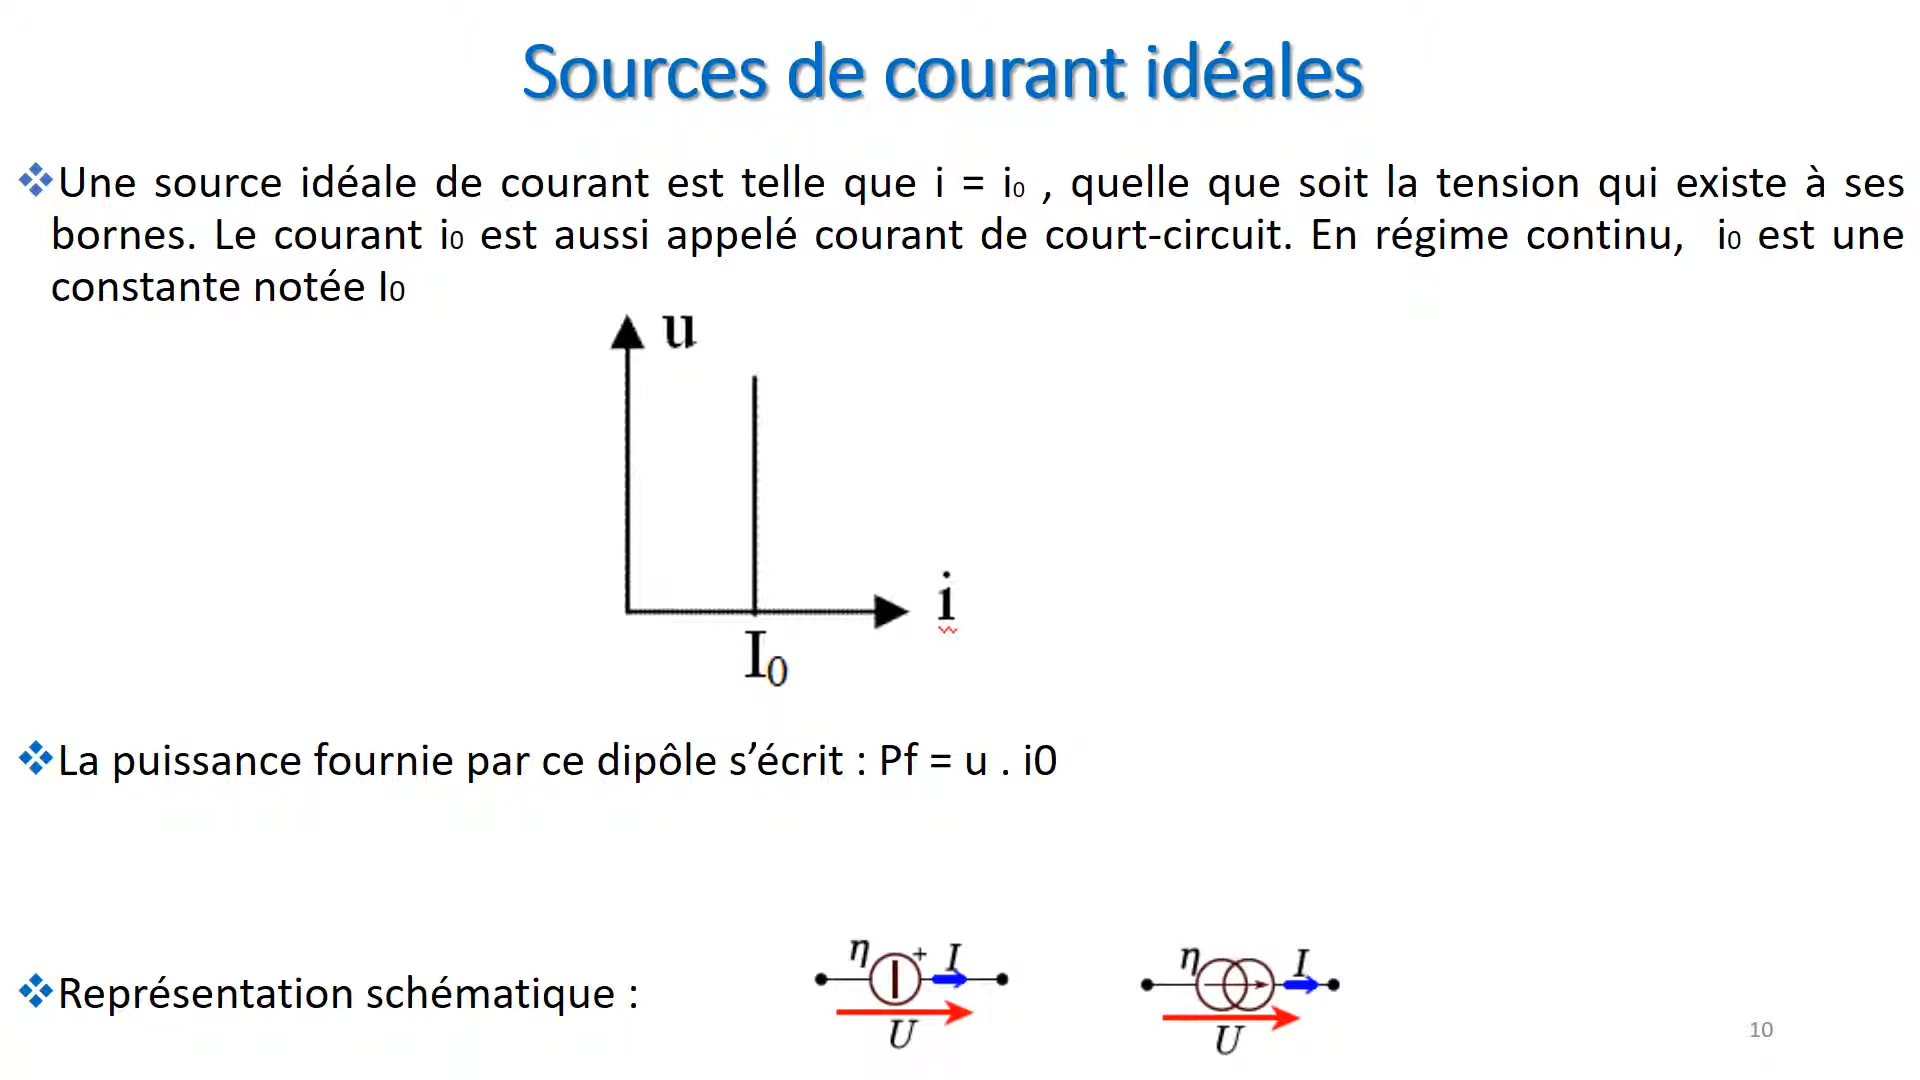 Sources de courant idéales
❖Une source idéale de courant est telle que i = i₀ , quelle que soit la tension qui existe à ses
bornes. Le courant i₀ est aussi appelé courant de court-circuit. En régime continu, i₀ est une
constante notée I₀
u
i
I₀
❖La puissance fournie par ce dipôle s’écrit : Pf = u . i0
❖Représentation schématique :
η + I
U
η I
U
10